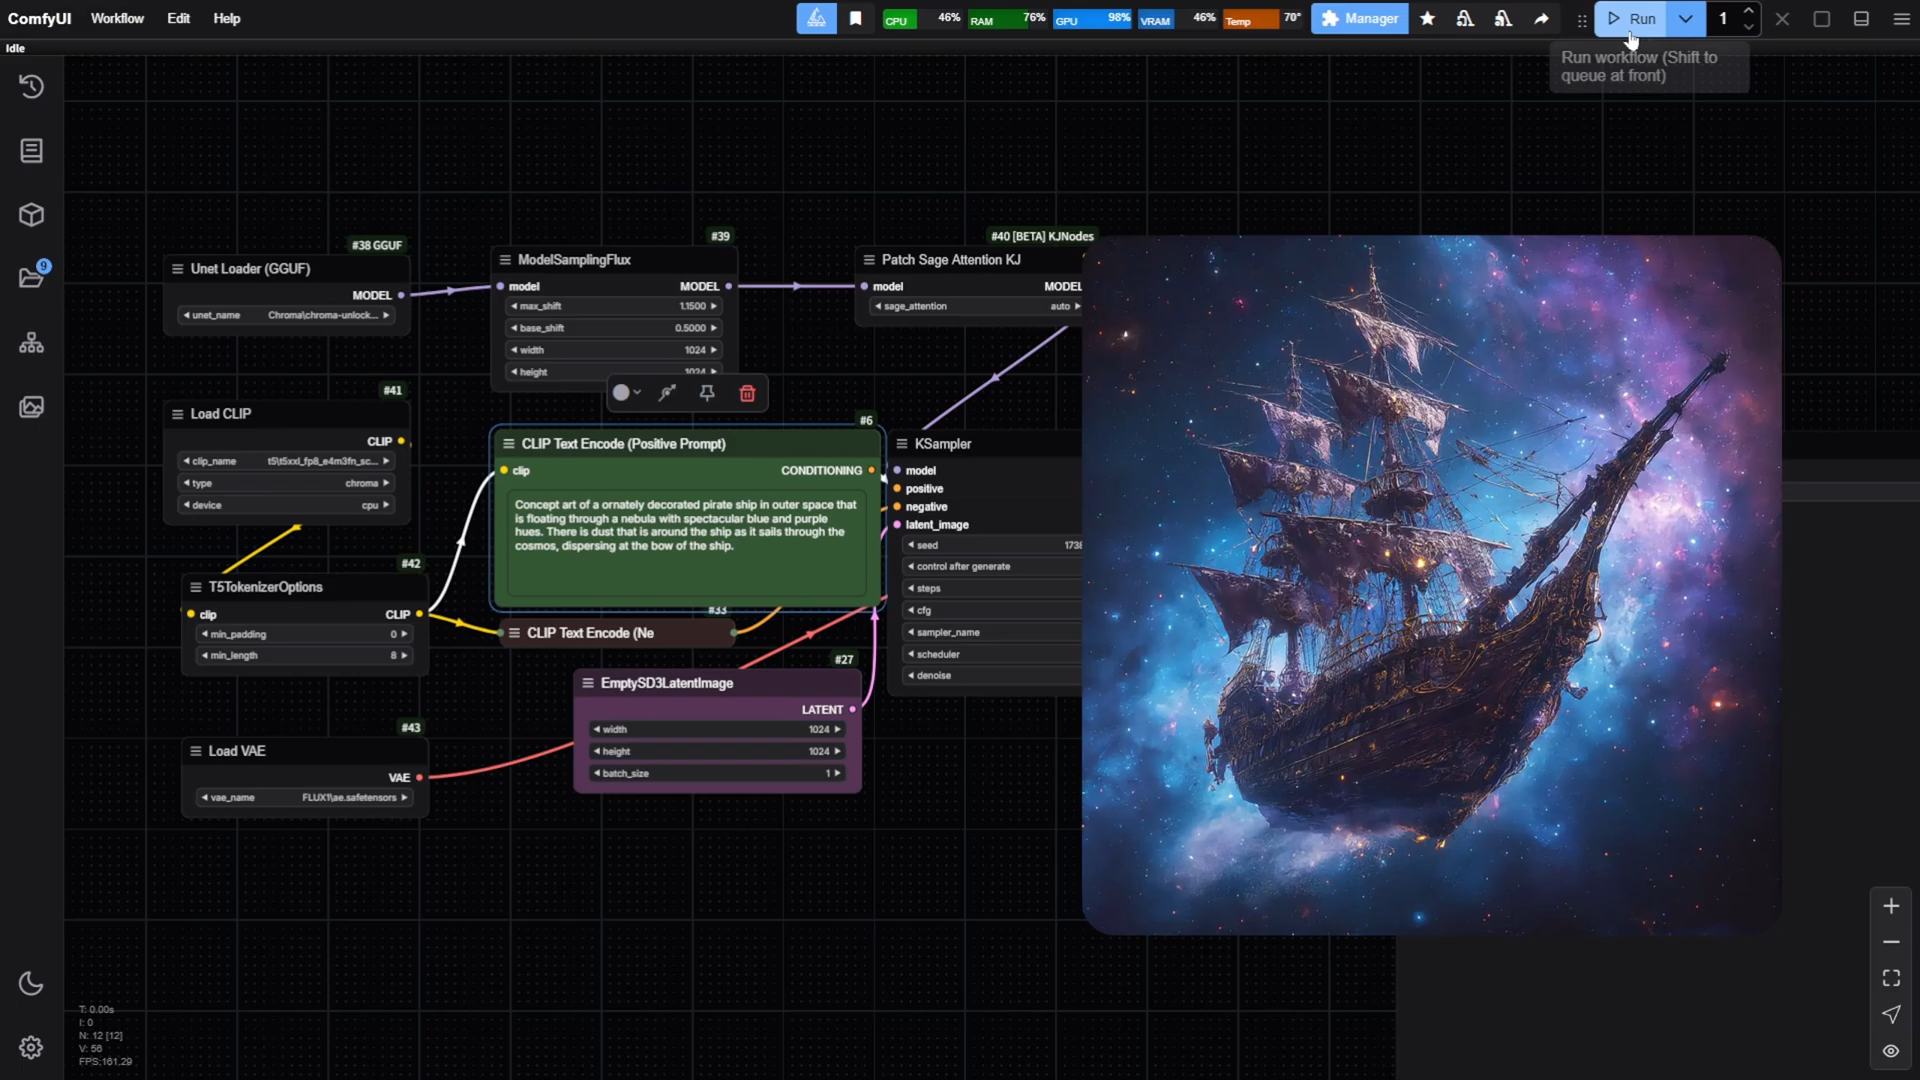 ComfyUI
Workflow
Edit
Help
CPU 46%
RAM 76%
GPU 98%
VRAM 46%
Temp 70°
Manager
Run
1
Idle
Run workflow (Shift to
queue at front)
9
#38 GGUF
Unet Loader (GGUF)
MODEL
unet_name Chroma\chroma-unlock...
#39
ModelSamplingFlux
model MODEL
max_shift 1.1500
base_shift 0.5000
width 1024
height 1024
#40 [BETA] KJNodes
Patch Sage Attention KJ
model MODEL
sage_attention auto
#41
Load CLIP
CLIP
clip_name t5\t5xxl_fp8_e4m3fn_sc...
type chroma
device cpu
#6
CLIP Text Encode (Positive Prompt)
clip CONDITIONING
Concept art of a ornately decorated pirate ship in outer space that
is floating through a nebula with spectacular blue and purple
hues. There is dust that is around the ship as it sails through the
cosmos, dispersing at the bow of the ship.
KSampler
model
positive
negative
latent_image
seed 1738
control after generate
steps
cfg
sampler_name
scheduler
denoise
#42
T5TokenizerOptions
clip CLIP
min_padding 0
min_length 8
#33
CLIP Text Encode (Ne
#27
EmptySD3LatentImage
LATENT
width 1024
height 1024
batch_size 1
#43
Load VAE
VAE
vae_name FLUX1\ae.safetensors
T: 0.00s
I: 0
N: 12 [12]
V: 56
FPS:161.29